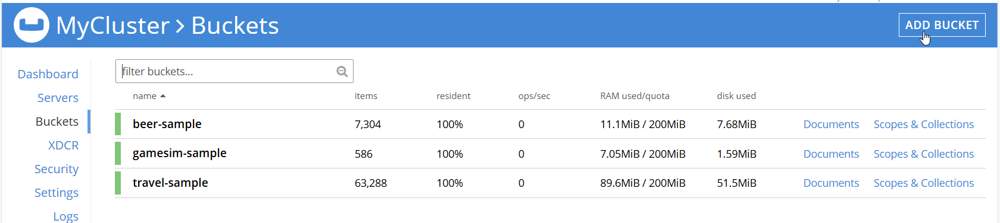 MyCluster > Buckets
ADD BUCKET
Dashboard
Servers
Buckets
XDCR
Security
Settings
Logs
filter buckets...
name items resident ops/sec RAM used/quota disk used
beer-sample 7,304 100% 0 11.1MiB / 200MiB 7.68MiB Documents Scopes & Collections
gamesim-sample 586 100% 0 7.05MiB / 200MiB 1.59MiB Documents Scopes & Collections
travel-sample 63,288 100% 0 89.6MiB / 200MiB 51.5MiB Documents Scopes & Collections